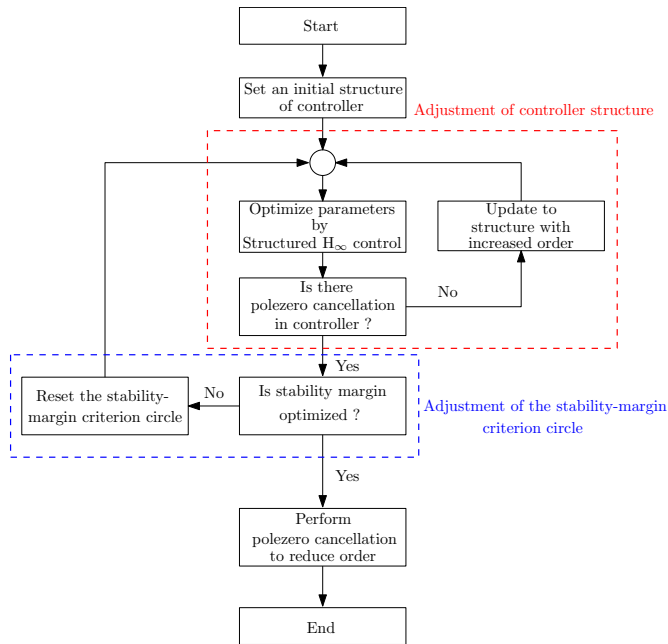 Start
Set an initial structure
of controller
Adjustment of controller structure
Optimize parameters
by
Structured H∞ control
Update to
structure with
increased order
Is there
polezero cancellation
in controller ?
No
Yes
Reset the stability-
margin criterion circle
No
Is stability margin
optimized ?
Adjustment of the stability-margin
criterion circle
Yes
Perform
polezero cancellation
to reduce order
End